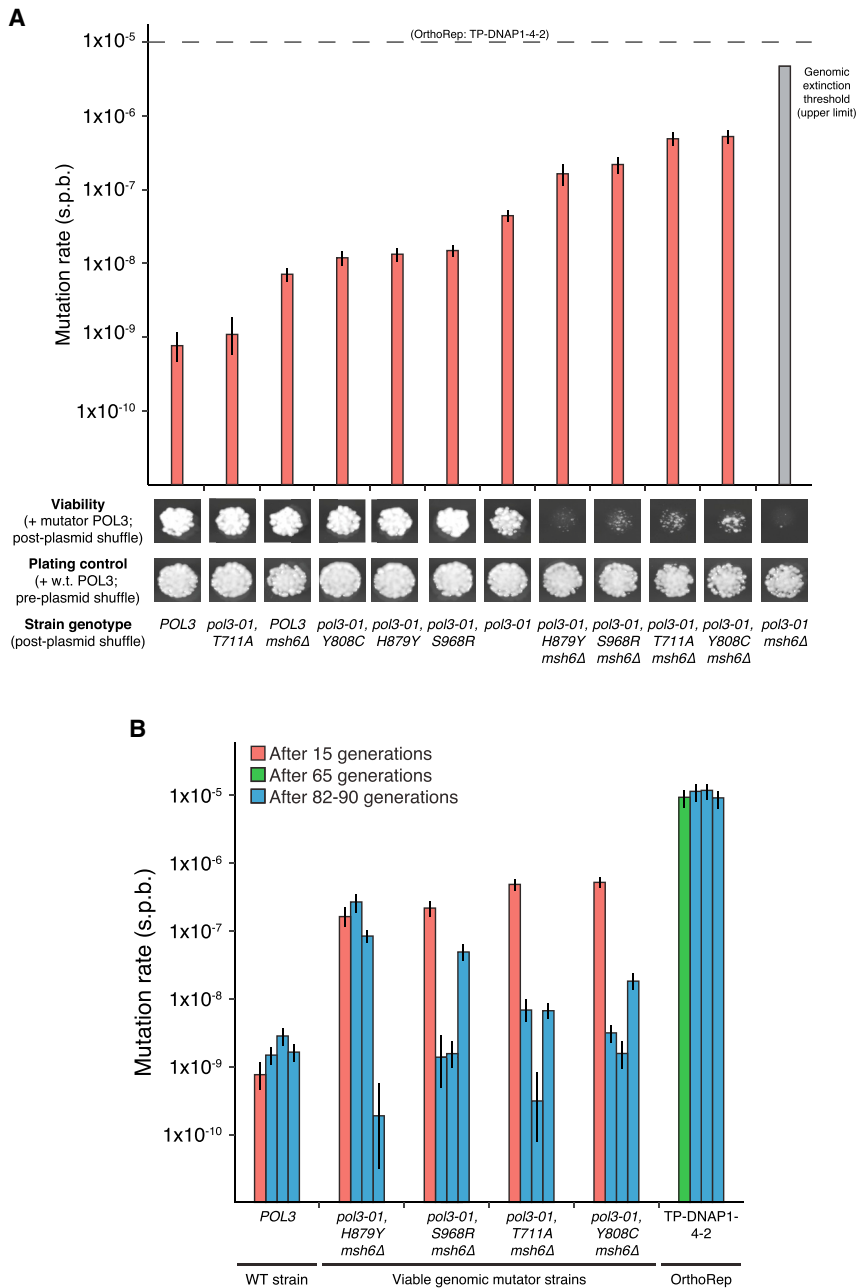 A
(OrthoRep: TP-DNAP1-4-2)
Genomic
extinction
threshold
(upper limit)
Mutation rate (s.p.b.)
1x10-5
1x10-6
1x10-7
1x10-8
1x10-9
1x10-10
Viability
(+ mutator POL3;
post-plasmid shuffle)
Plating control
(+ w.t. POL3;
pre-plasmid shuffle)
Strain genotype
(post-plasmid shuffle)
POL3
pol3-01,
T711A
POL3
msh6Δ
pol3-01,
Y808C
pol3-01,
H879Y
pol3-01,
S968R
pol3-01
pol3-01,
H879Y
msh6Δ
pol3-01,
S968R
msh6Δ
pol3-01,
T711A
msh6Δ
pol3-01,
Y808C
msh6Δ
pol3-01
msh6Δ
B
After 15 generations
After 65 generations
After 82-90 generations
Mutation rate (s.p.b.)
1x10-5
1x10-6
1x10-7
1x10-8
1x10-9
1x10-10
POL3
pol3-01,
H879Y
msh6Δ
pol3-01,
S968R
msh6Δ
pol3-01,
T711A
msh6Δ
pol3-01,
Y808C
msh6Δ
TP-DNAP1-
4-2
WT strain
Viable genomic mutator strains
OrthoRep